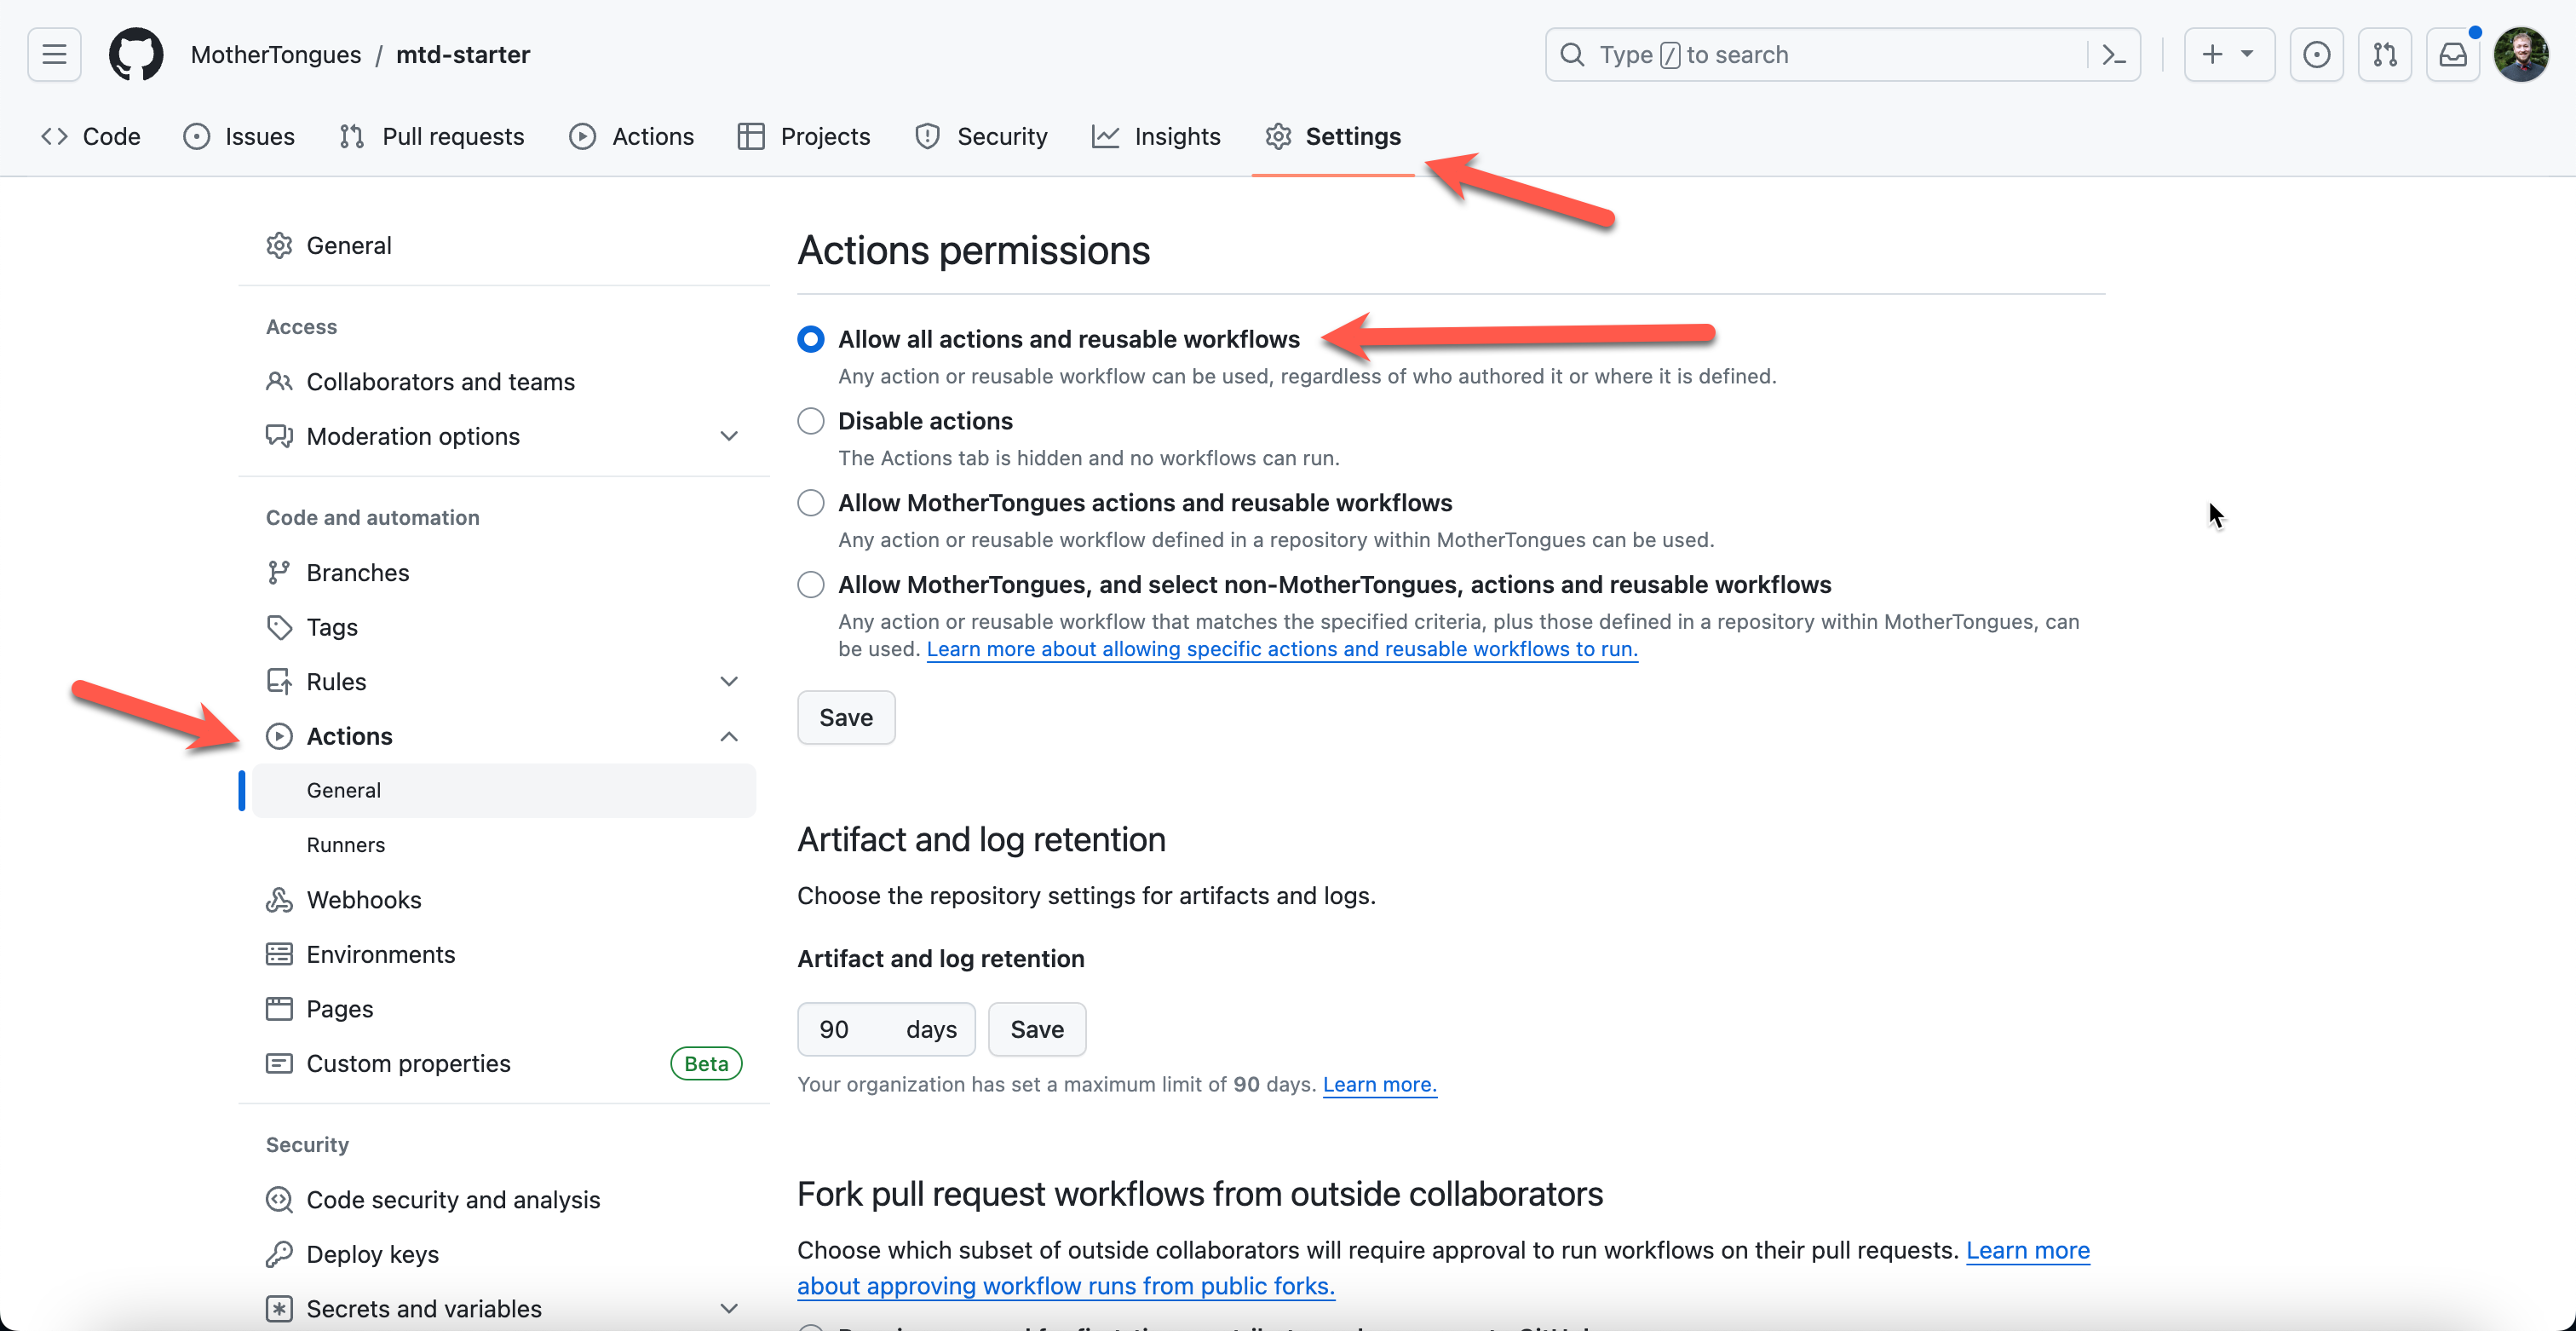 MotherTongues / mtd-starter
Type / to search
Code
Issues
Pull requests
Actions
Projects
Security
Insights
Settings
General
Access
Collaborators and teams
Moderation options
Code and automation
Branches
Tags
Rules
Actions
General
Runners
Webhooks
Environments
Pages
Custom properties
Beta
Security
Code security and analysis
Deploy keys
Secrets and variables
Actions permissions
Allow all actions and reusable workflows
Any action or reusable workflow can be used, regardless of who authored it or where it is defined.
Disable actions
The Actions tab is hidden and no workflows can run.
Allow MotherTongues actions and reusable workflows
Any action or reusable workflow defined in a repository within MotherTongues can be used.
Allow MotherTongues, and select non-MotherTongues, actions and reusable workflows
Any action or reusable workflow that matches the specified criteria, plus those defined in a repository within MotherTongues, can
be used. Learn more about allowing specific actions and reusable workflows to run.
Save
Artifact and log retention
Choose the repository settings for artifacts and logs.
Artifact and log retention
90 days
Save
Your organization has set a maximum limit of 90 days. Learn more.
Fork pull request workflows from outside collaborators
Choose which subset of outside collaborators will require approval to run workflows on their pull requests. Learn more
about approving workflow runs from public forks.